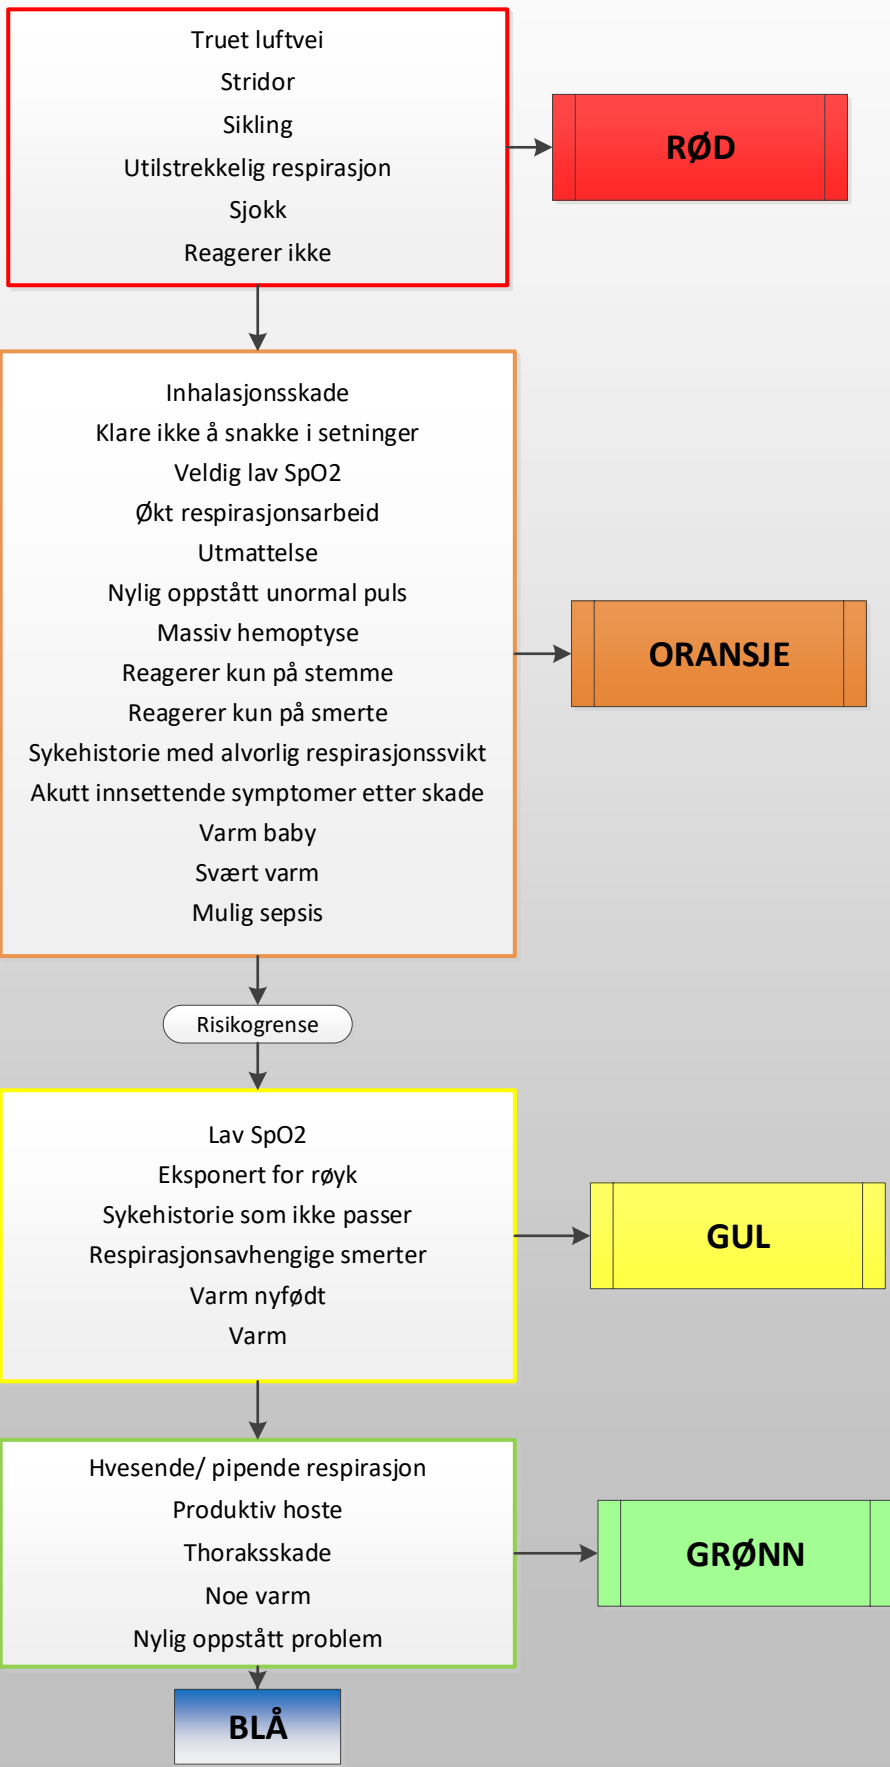 Truet luftvei
Stridor
Sikling
Utilstrekkelig respirasjon
Sjokk
Reagerer ikke
RØD
Inhalasjonsskade
Klare ikke å snakke i setninger
Veldig lav SpO2
Økt respirasjonsarbeid
Utmattelse
Nylig oppstått unormal puls
Massiv hemoptyse
Reagerer kun på stemme
Reagerer kun på smerte
Sykehistorie med alvorlig respirasjonssvikt
Akutt innsettende symptomer etter skade
Varm baby
Svært varm
Mulig sepsis
ORANSJE
Risikogrense
Lav SpO2
Eksponert for røyk
Sykehistorie som ikke passer
Respirasjonsavhengige smerter
Varm nyfødt
Varm
GUL
Hvesende/ pipende respirasjon
Produktiv hoste
Thoraksskade
Noe varm
Nylig oppstått problem
GRØNN
BLÅ